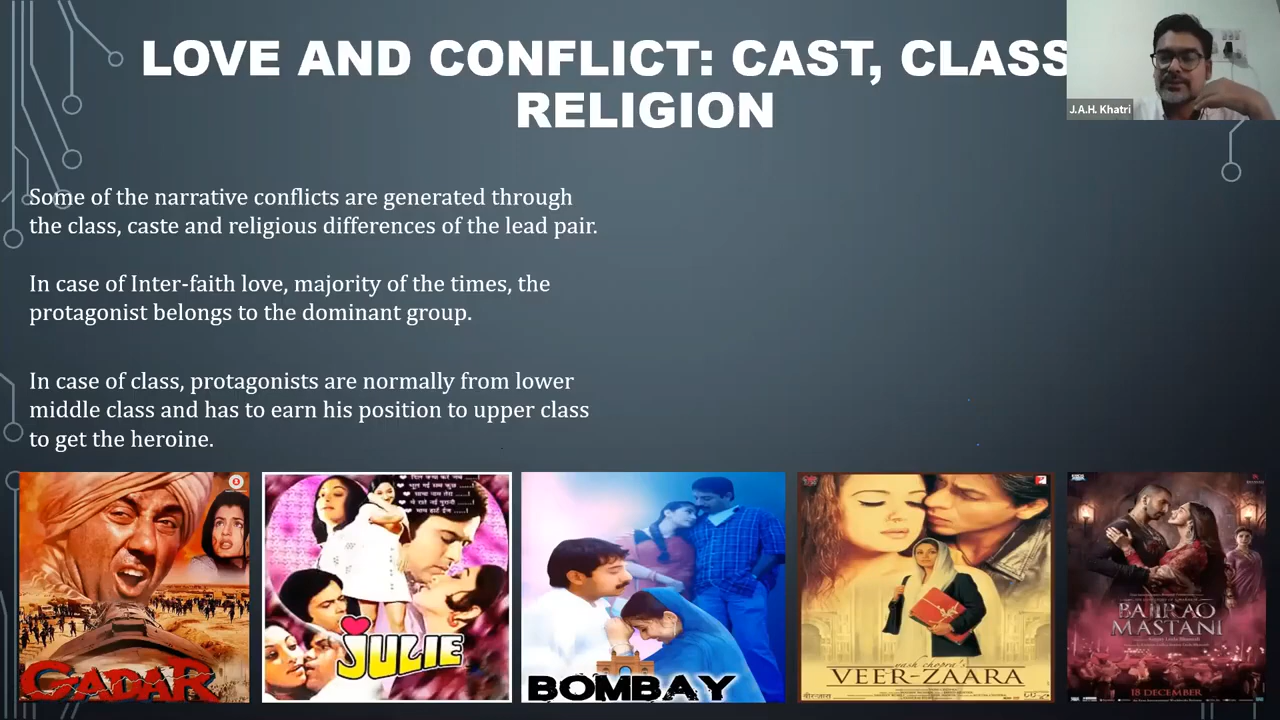 LOVE AND CONFLICT: CAST, CLASS
RELIGION
J.A.H. Khatri
Some of the narrative conflicts are generated through
the class, caste and religious differences of the lead pair.
In case of Inter-faith love, majority of the times, the
protagonist belongs to the dominant group.
In case of class, protagonists are normally from lower
middle class and has to earn his position to upper class
to get the heroine.
GADAR
JULIE
BOMBAY
yash chopra's
VEER-ZAARA
BAJIRAO
MASTANI
18 DECEMBER